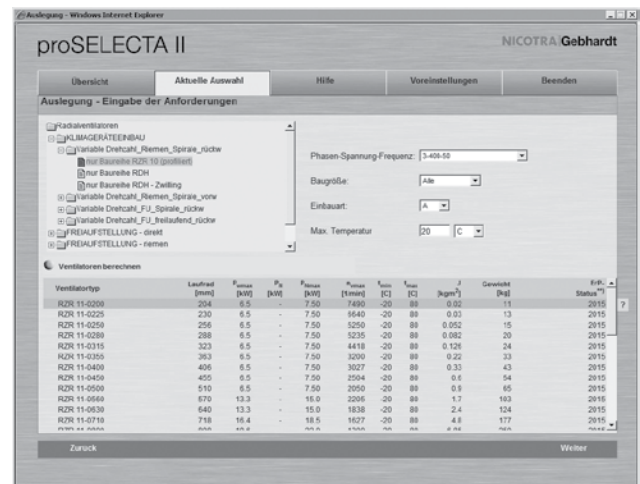 Auslegung - Windows Internet Explorer
proSELECTA II
NICOTRA Gebhardt
Übersicht
Aktuelle Auswahl
Hilfe
Voreinstellungen
Beenden
Auslegung - Eingabe der Anforderungen
Radialventilatoren
KLIMAGERÄTEEINBAU
Variable Drehzahl_Riemen_Spirale_rückw
nur Baureihe RZR 10 (profiliert)
nur Baureihe RDH
nur Baureihe RDH - Zwilling
Variable Drehzahl_Riemen_Spirale_vorw
Variable Drehzahl_FU_Spirale_rückw
Variable Drehzahl_FU_freilaufend_rückw
FREIAUFSTELLUNG - direkt
FREIAUFSTELLUNG - riemen
Phasen-Spannung-Frequenz: 3-400-50
Baugröße: Alle
Einbauart: A
Max. Temperatur 20 C
Ventilatoren berechnen
Ventilatortyp Laufrad [mm] [kW] [kW] [kW] [1/min] [C] [C] J [kgm²] Gewicht [kg] ErP-Status**)
RZR 11-0200 204 6.5 - 7.50 7490 -20 80 0.02 11 2015
RZR 11-0225 230 6.5 - 7.50 5640 -20 80 0.03 13 2015
RZR 11-0250 256 6.5 - 7.50 5250 -20 80 0.052 15 2015
RZR 11-0280 288 6.5 - 7.50 5235 -20 80 0.082 20 2015
RZR 11-0315 323 6.5 - 7.50 4418 -20 80 0.126 24 2015
RZR 11-0355 363 6.5 - 7.50 3200 -20 80 0.22 33 2015
RZR 11-0400 406 6.5 - 7.50 3027 -20 80 0.33 43 2015
RZR 11-0450 455 6.5 - 7.50 2504 -20 80 0.6 54 2015
RZR 11-0500 510 6.5 - 7.50 2050 -20 80 0.9 65 2015
RZR 11-0560 570 13.3 - 15.0 2206 -20 80 1.7 103 2015
RZR 11-0630 640 13.3 - 15.0 1838 -20 80 2.4 124 2015
RZR 11-0710 718 16.4 - 18.5 1627 -20 80 4.8 177 2015
?
Zurück
Weiter